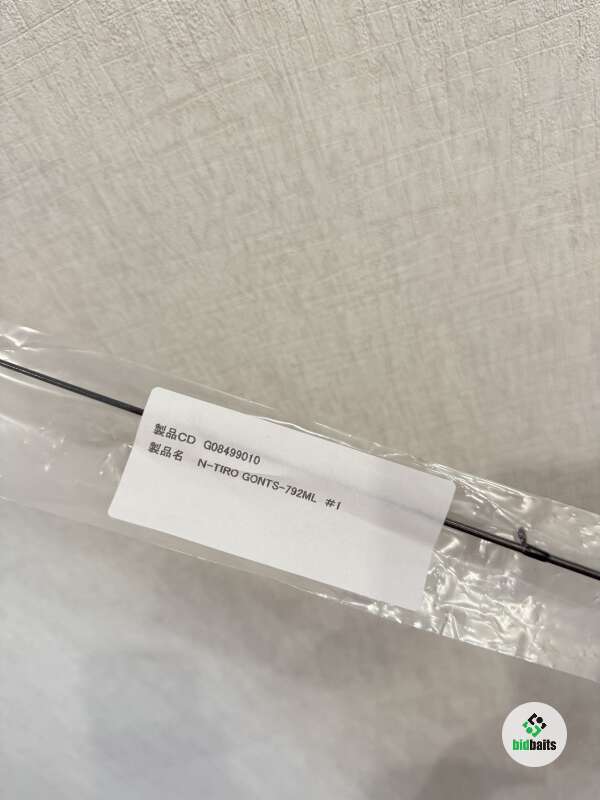 製品CD G08499010
製品名 N-TIRO GONTS-792ML #1
bidbaits